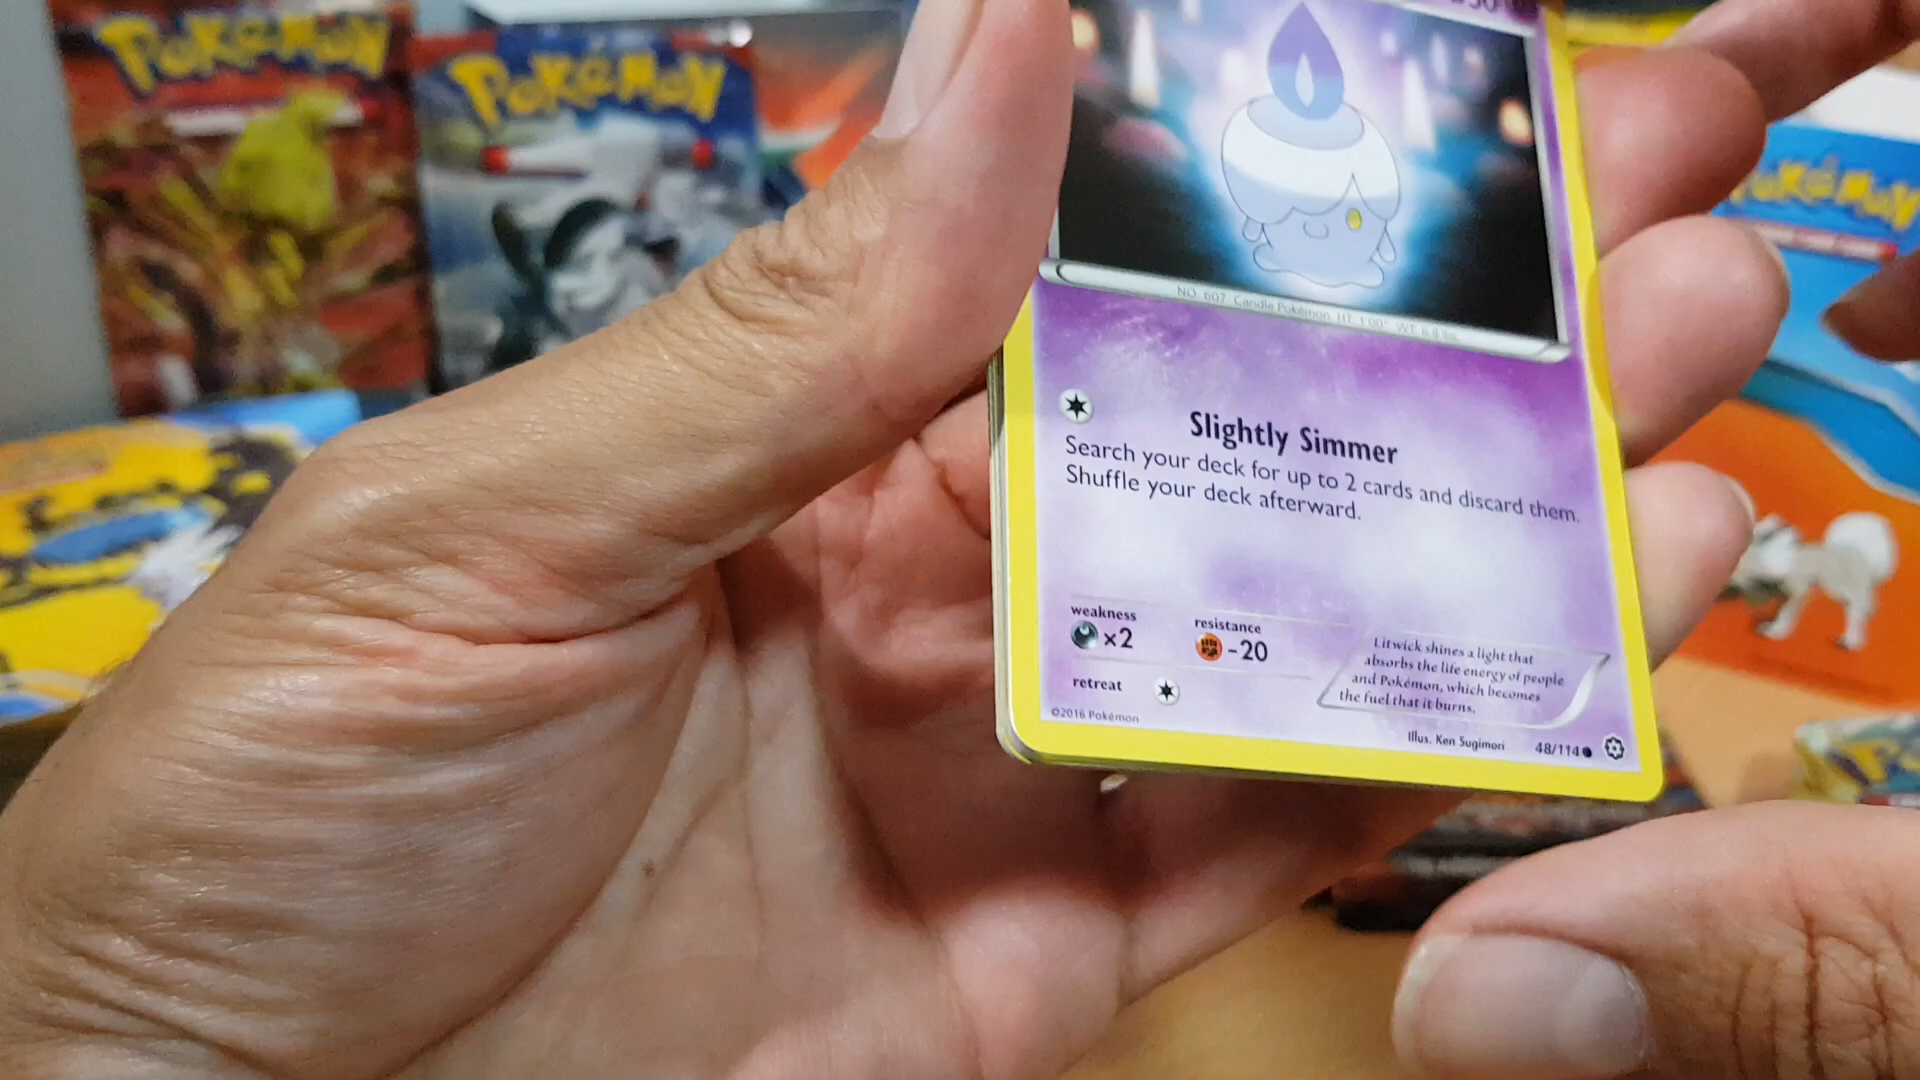 Pokémon
Pokémon
Pokémon
NO. 607 Candle Pokémon HT: 1'00" WT: 6.8 lbs.
Slightly Simmer
Search your deck for up to 2 cards and discard them.
Shuffle your deck afterward.
weakness
×2
resistance
-20
retreat
Litwick shines a light that
absorbs the life energy of people
and Pokémon, which becomes
the fuel that it burns.
©2016 Pokémon
Illus. Ken Sugimori 48/114